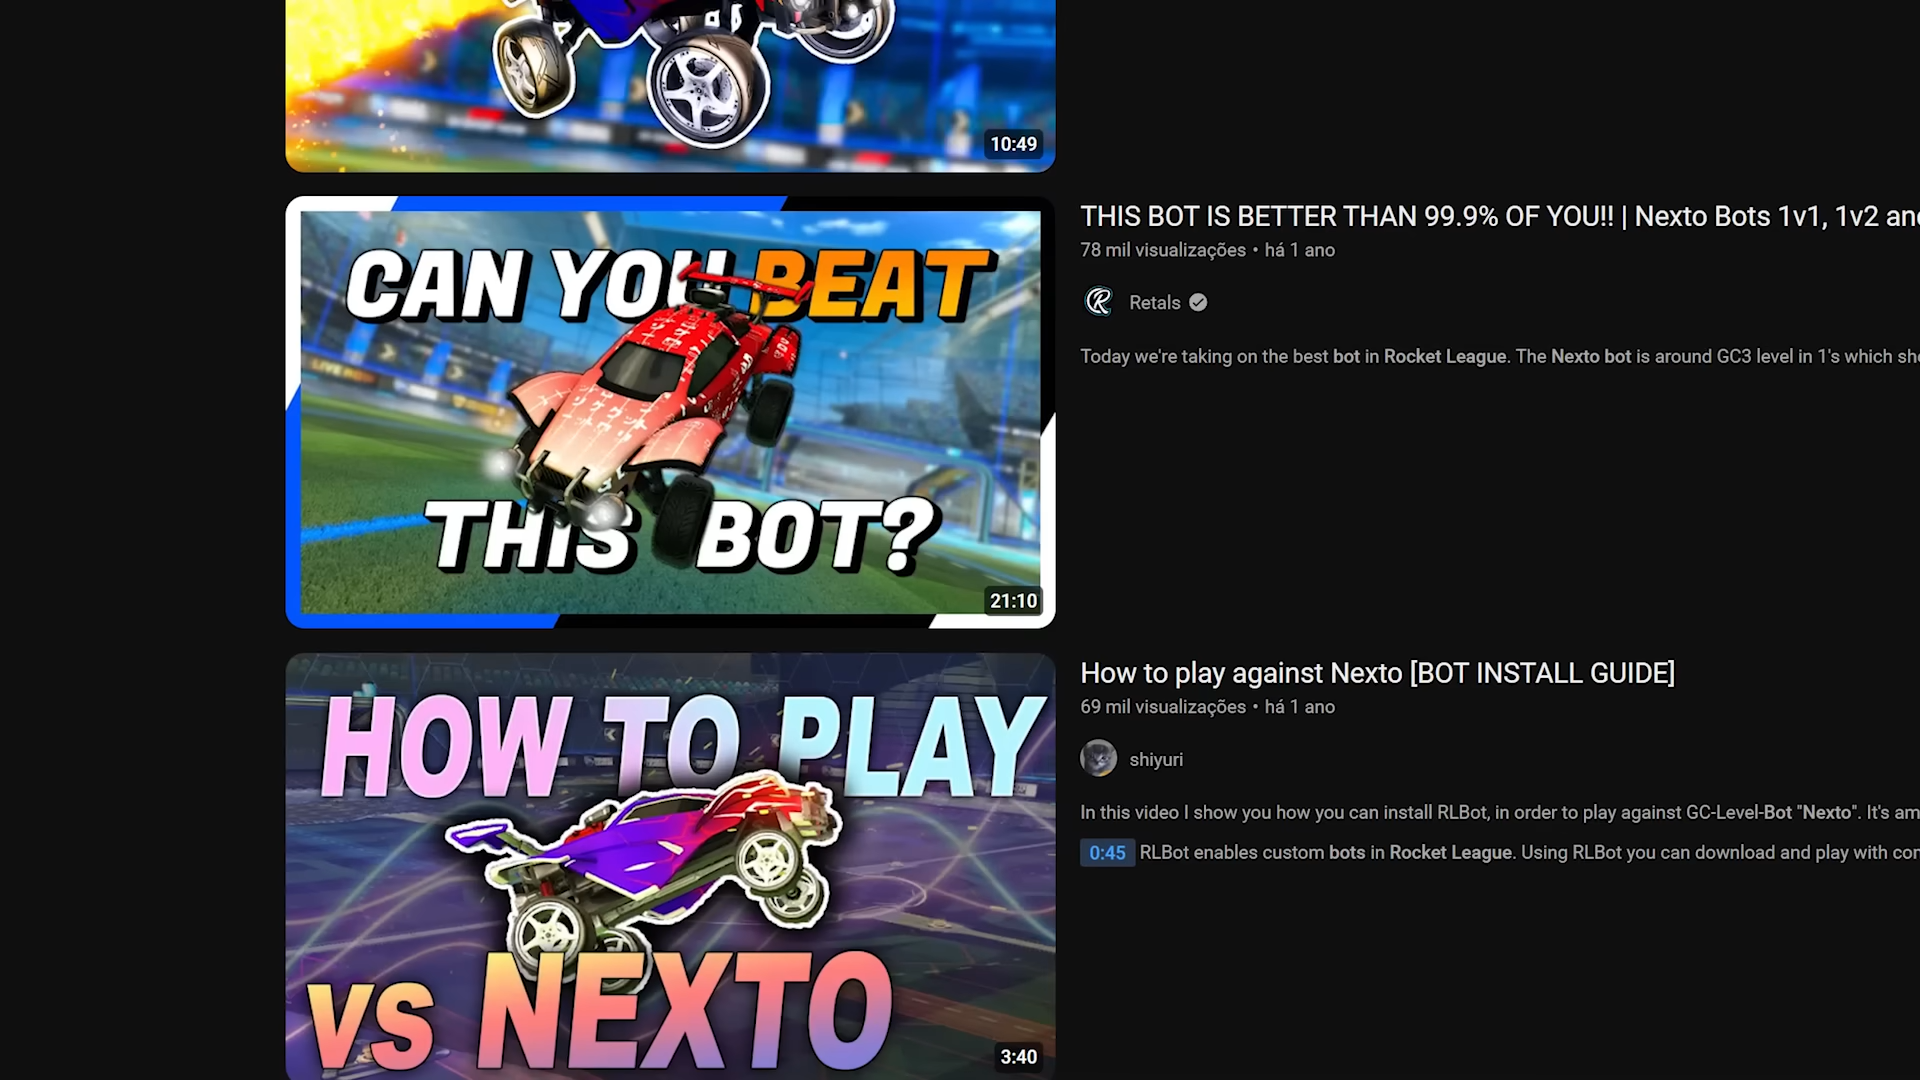 10:49
CAN YOU BEAT
THIS BOT?
21:10
THIS BOT IS BETTER THAN 99.9% OF YOU!! | Nexto Bots 1v1, 1v2 and
78 mil visualizações • há 1 ano
Retals
Today we're taking on the best bot in Rocket League. The Nexto bot is around GC3 level in 1's which
HOW TO PLAY
VS NEXTO
3:40
How to play against Nexto [BOT INSTALL GUIDE]
69 mil visualizações • há 1 ano
shiyuri
In this video I show you how you can install RLBot, in order to play against GC-Level-Bot "Nexto". It's
0:45 RLBot enables custom bots in Rocket League. Using RLBot you can download and play with